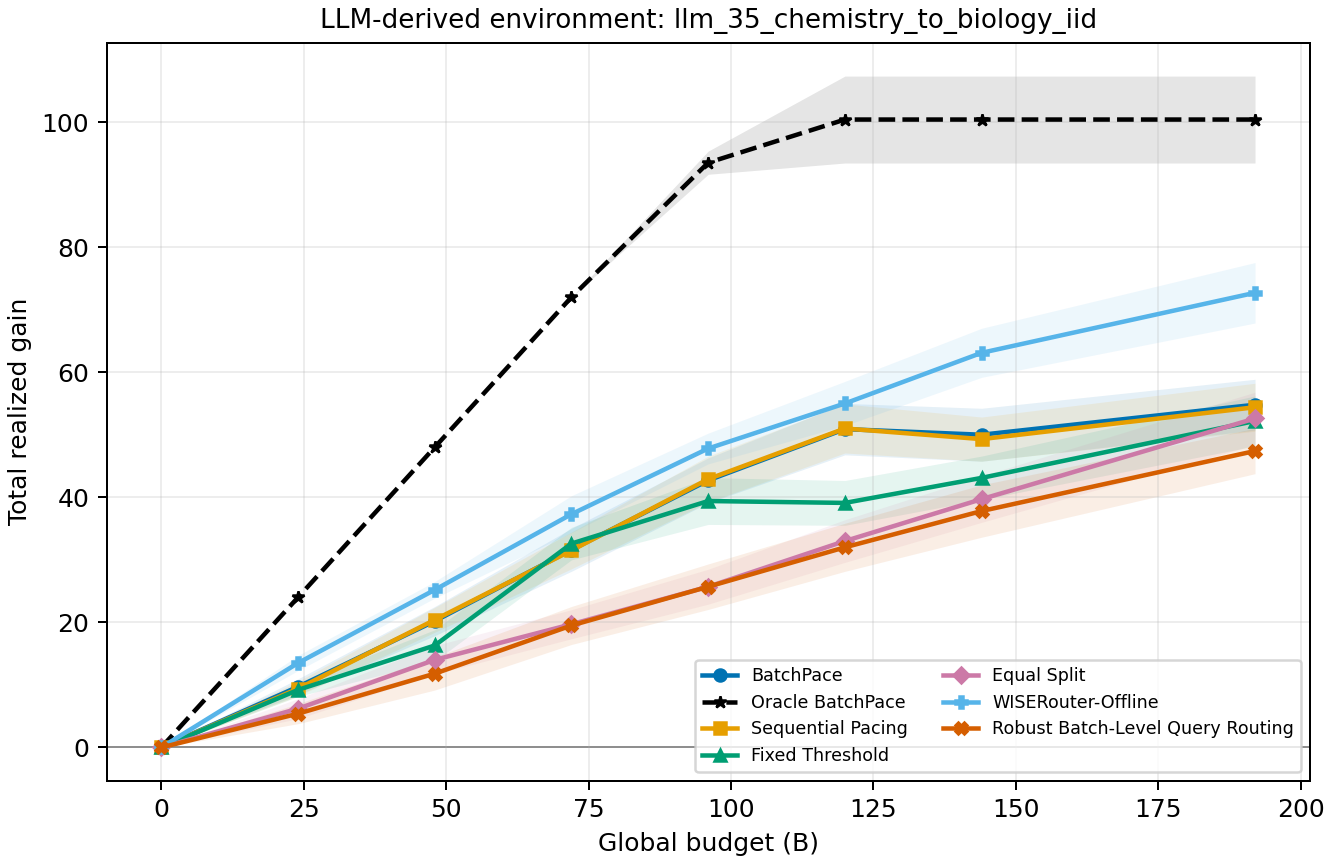 LLM-derived environment: llm_35_chemistry_to_biology_iid
Total realized gain
100
80
60
40
20
0
0 25 50 75 100 125 150 175 200
Global budget (B)
BatchPace
Oracle BatchPace
Sequential Pacing
Fixed Threshold
Equal Split
WISERouter-Offline
Robust Batch-Level Query Routing